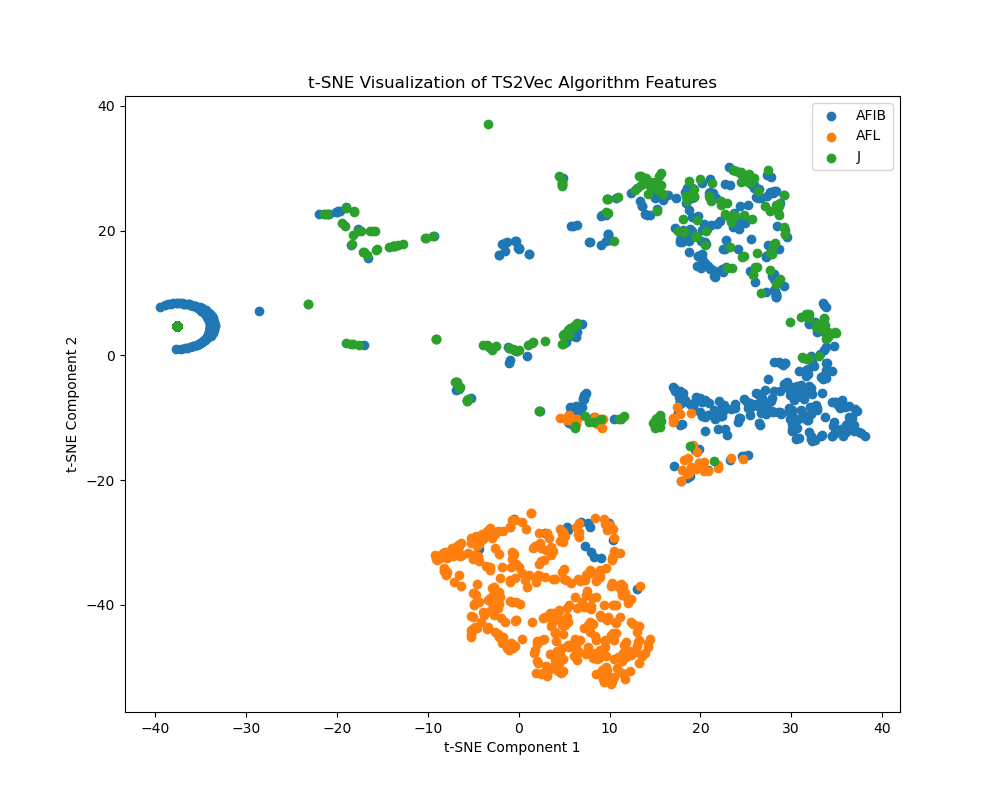 t-SNE Visualization of TS2Vec Algorithm Features
AFIB
AFL
J
40
20
0
−20
−40
t-SNE Component 2
−40
−30
−20
−10
0
10
20
30
40
t-SNE Component 1